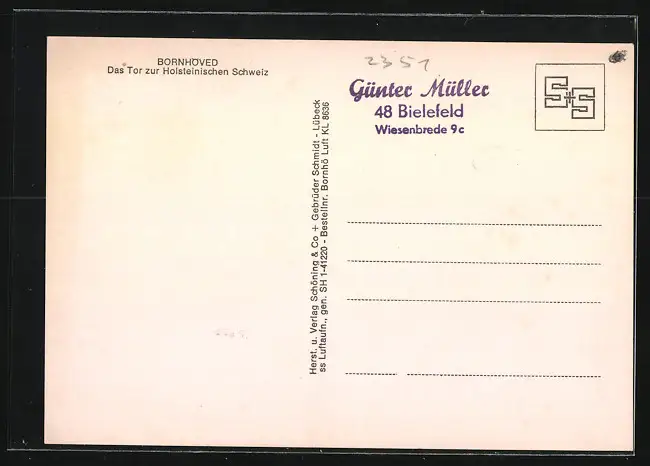 BORNHÖVED
Das Tor zur Holsteinischen Schweiz
Herst. u. Verlag Schöning & Co + Gebrüder Schmidt - Lübeck
ss Luftaufn., gen. SH 1-41220 - Bestellnr. Bornhö Luft KL 8636
2351
Günter Müller
48 Bielefeld
Wiesenbrede 9c
S+S